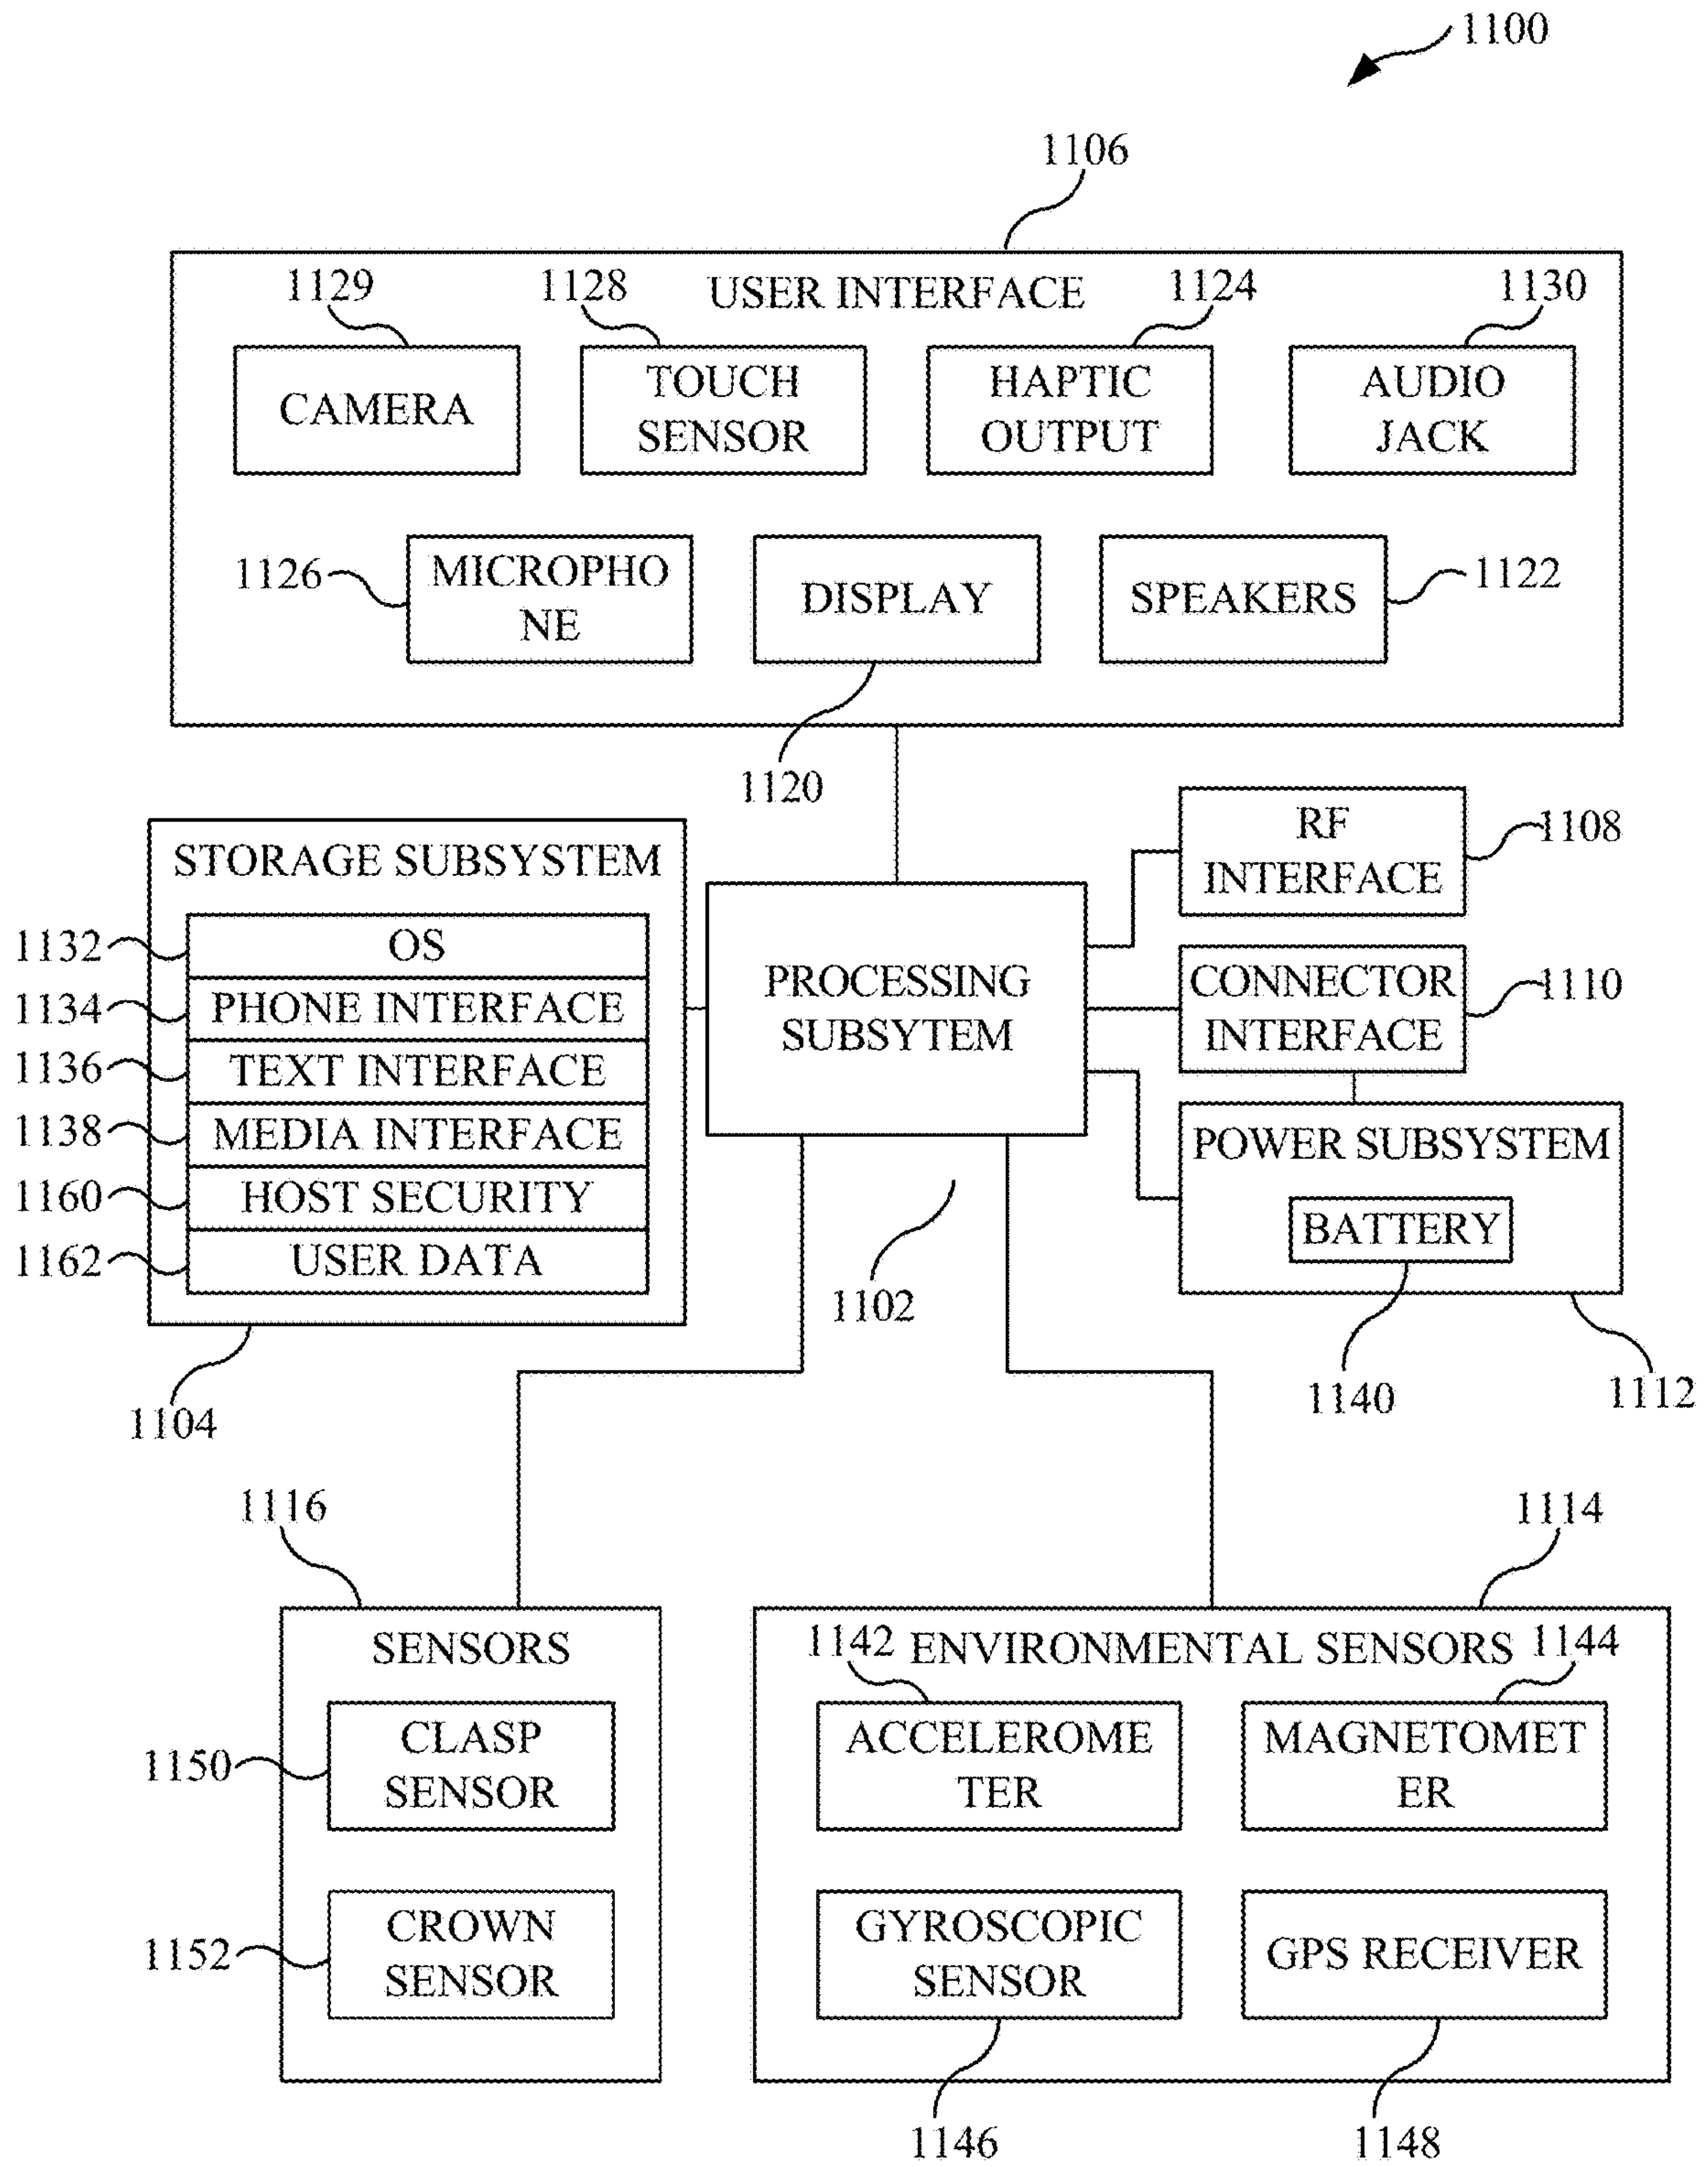 1100
1106
1129
1128
USER INTERFACE
1124
1130
CAMERA
TOUCH
SENSOR
HAPTIC
OUTPUT
AUDIO
JACK
1126
MICROPHO
NE
DISPLAY
SPEAKERS
1122
1120
STORAGE SUBSYSTEM
1132
OS
1134
PHONE INTERFACE
1136
TEXT INTERFACE
1138
MEDIA INTERFACE
1160
HOST SECURITY
1162
USER DATA
1104
PROCESSING
SUBSYTEM
1102
RF
INTERFACE
1108
CONNECTOR
INTERFACE
1110
POWER SUBSYSTEM
BATTERY
1140
1112
1116
SENSORS
1150
CLASP
SENSOR
1152
CROWN
SENSOR
1114
1142
ENVIRONMENTAL SENSORS
1144
ACCELEROME
TER
MAGNETOMET
ER
GYROSCOPIC
SENSOR
GPS RECEIVER
1146
1148